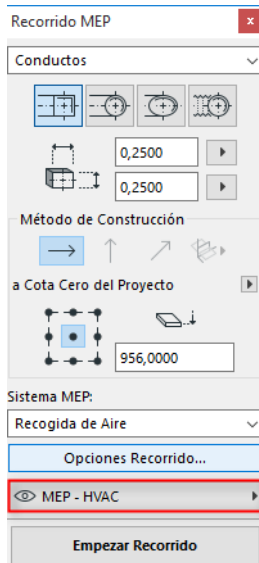 Recorrido MEP
x
Conductos
0,2500
0,2500
Método de Construcción
a Cota Cero del Proyecto
956,0000
Sistema MEP:
Recogida de Aire
Opciones Recorrido...
MEP - HVAC
Empezar Recorrido